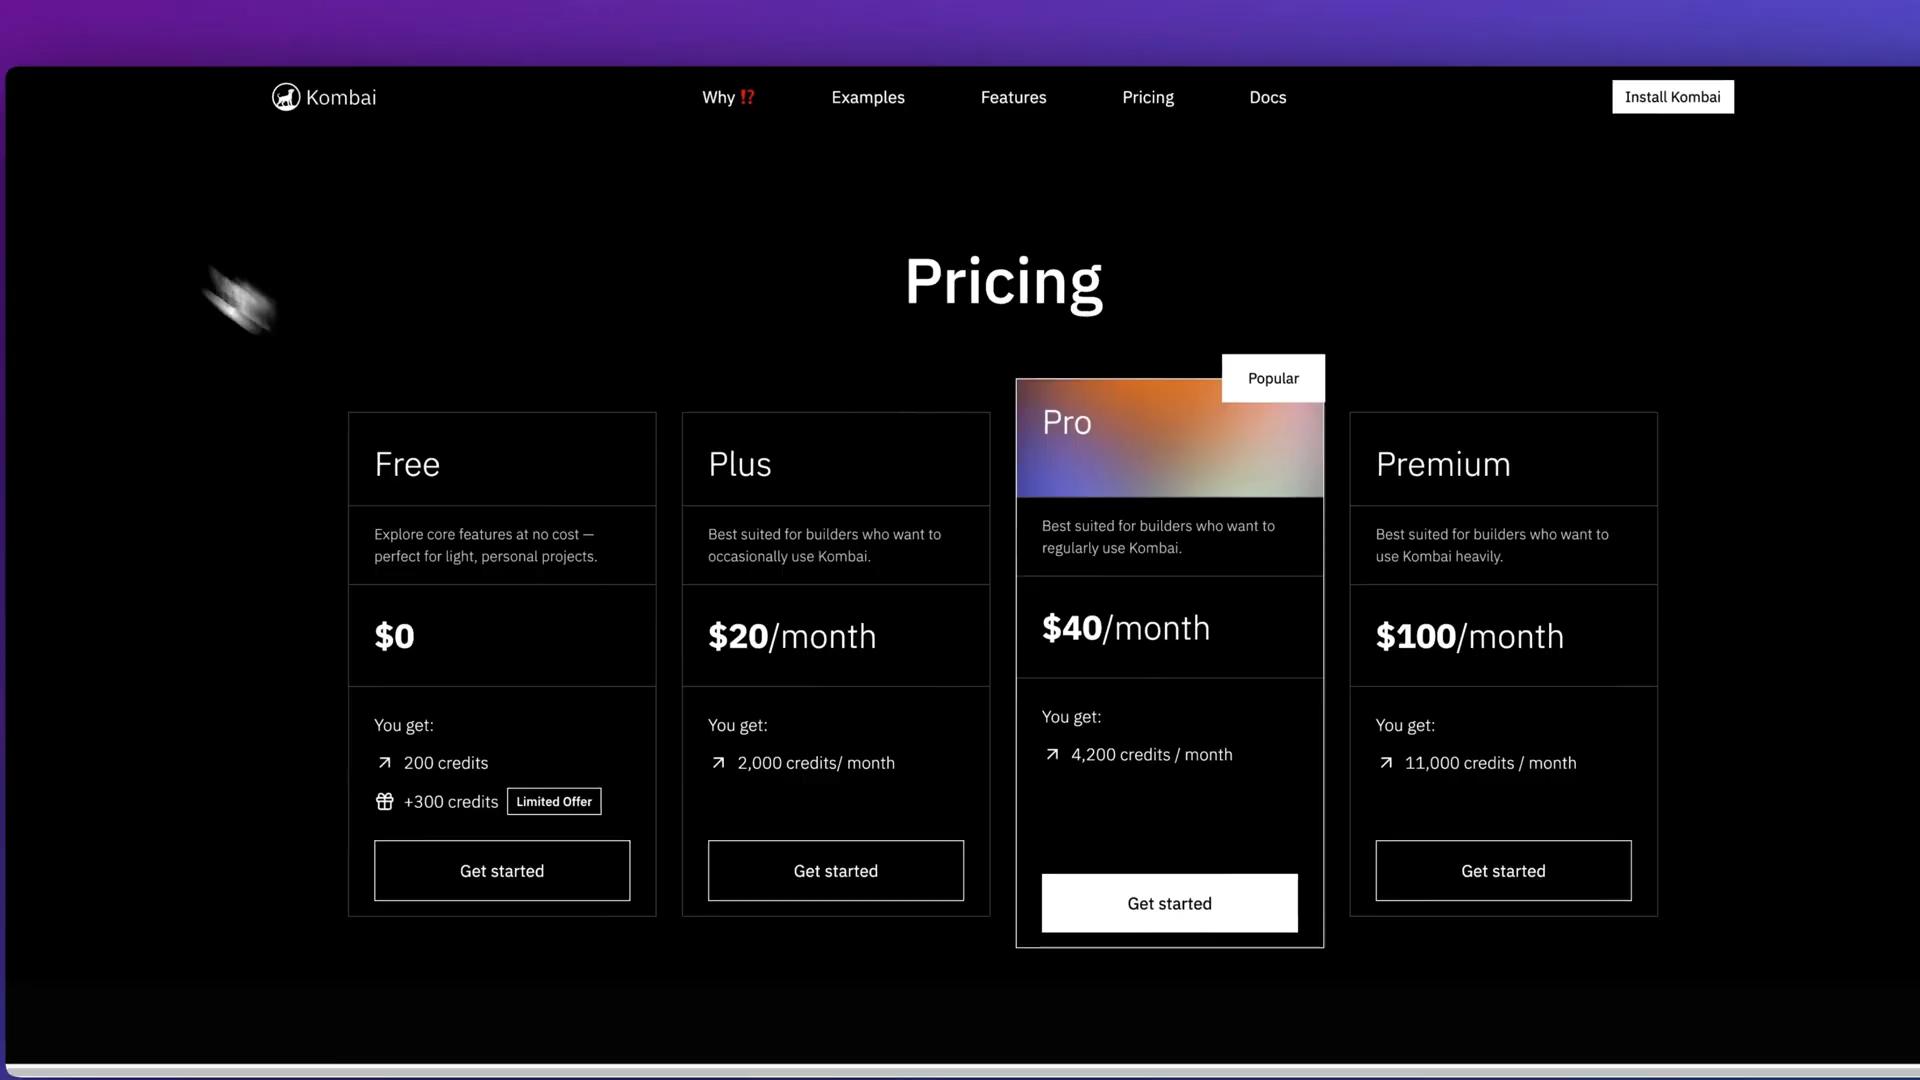 Kombai
Why ⁉
Examples
Features
Pricing
Docs
Install Kombai
Pricing
Free
Explore core features at no cost —
perfect for light, personal projects.
$0
You get:
200 credits
+300 credits Limited Offer
Get started
Plus
Best suited for builders who want to
occasionally use Kombai.
$20/month
You get:
2,000 credits/ month
Get started
Popular
Pro
Best suited for builders who want to
regularly use Kombai.
$40/month
You get:
4,200 credits / month
Get started
Premium
Best suited for builders who want to
use Kombai heavily.
$100/month
You get:
11,000 credits / month
Get started